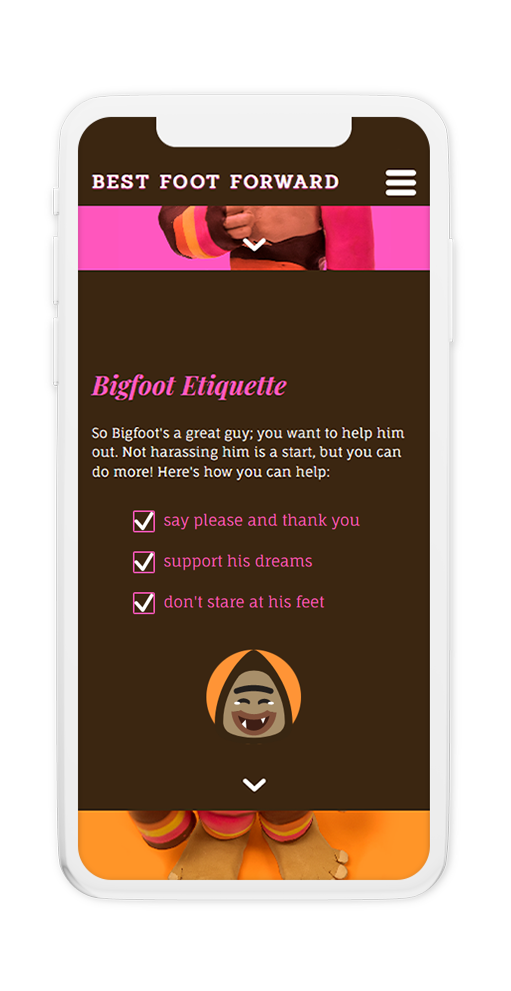 BEST FOOT FORWARD
Bigfoot Etiquette
So Bigfoot's a great guy; you want to help him
out. Not harassing him is a start, but you can
do more! Here's how you can help:
say please and thank you
support his dreams
don't stare at his feet